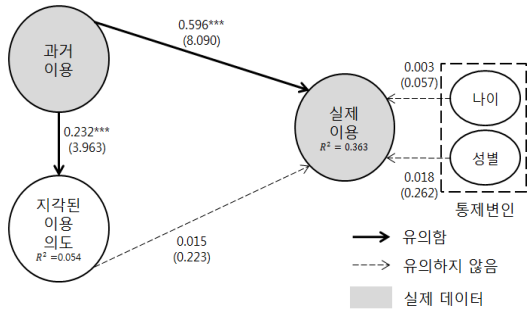 과거
이용
0.596***
(8.090)
0.232***
(3.963)
실제
이용
R² = 0.363
0.003
(0.057)
나이
성별
0.018
(0.262)
통제변인
지각된
이용
의도
R² =0.054
0.015
(0.223)
유의함
유의하지 않음
실제 데이터